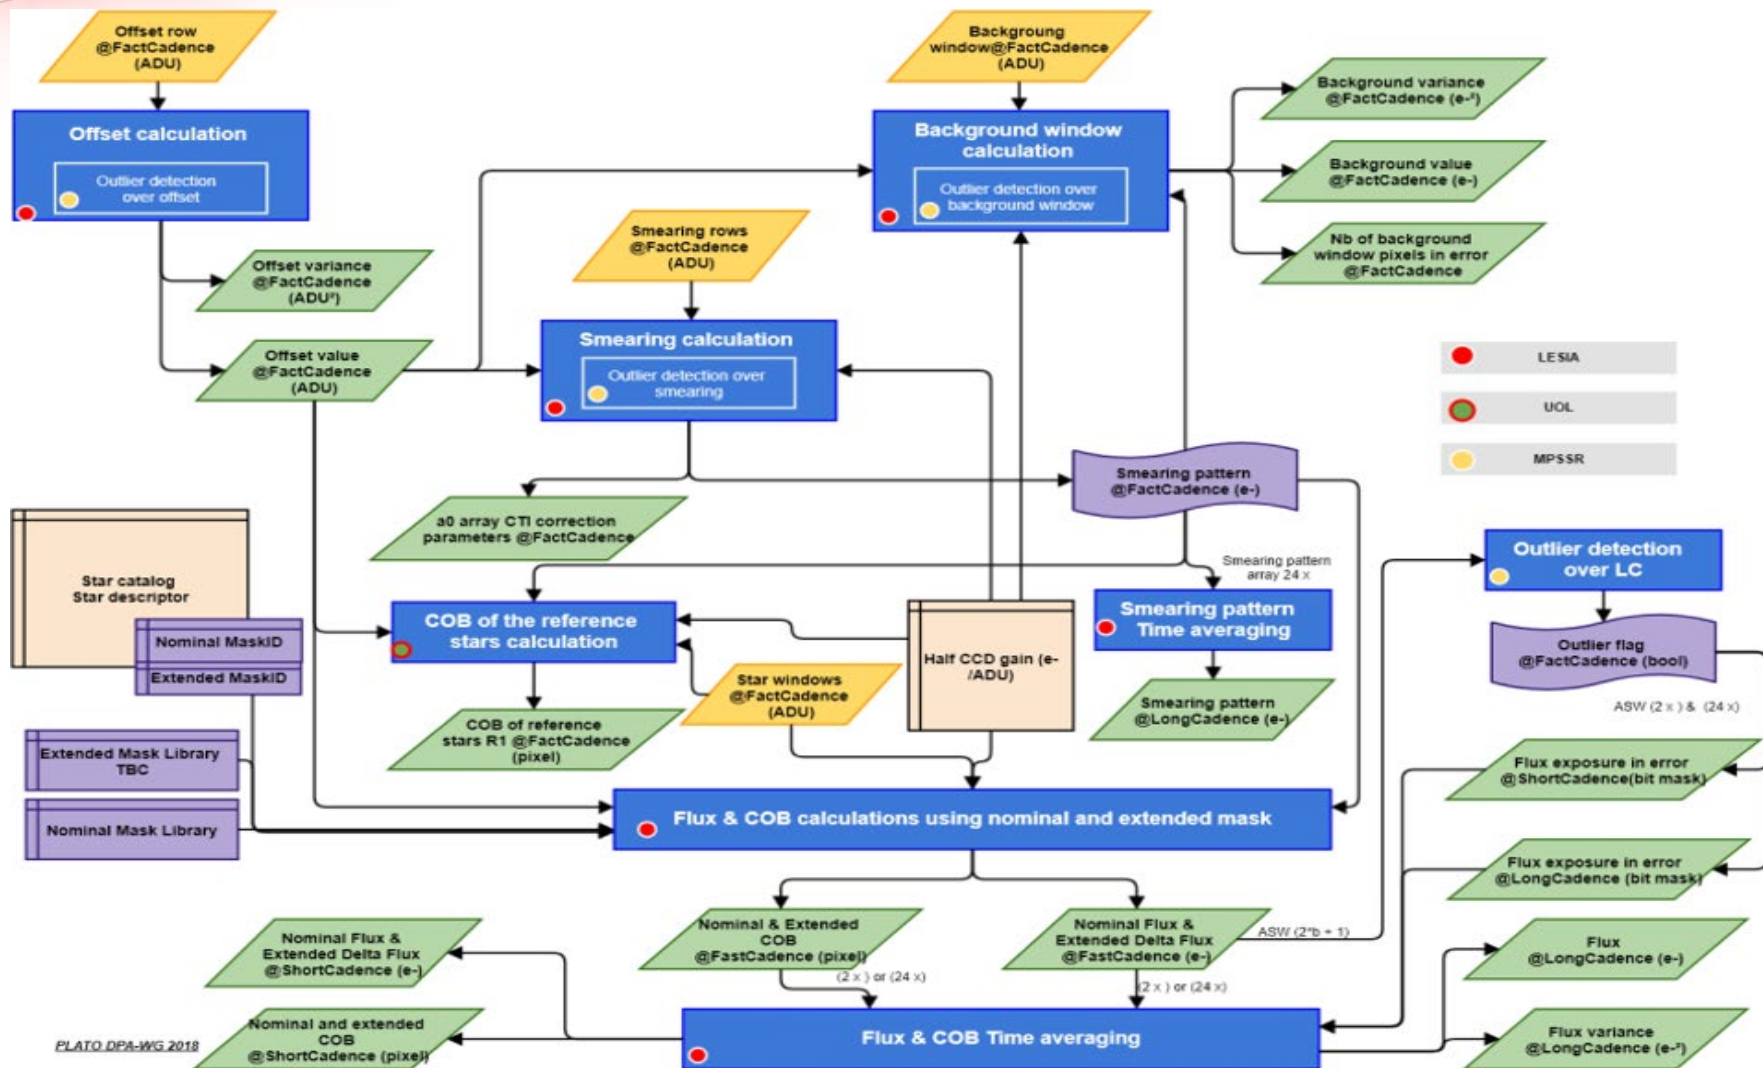 Offset row
@FactCadence
(ADU)
Backgroung
window@FactCadence
(ADU)
Background variance
@FactCadence (e-²)
Offset calculation
Outlier detection
over offset
Background window
calculation
Outlier detection over
background window
Background value
@FactCadence (e-)
Nb of background
window pixels in error
@FactCadence
Smearing rows
@FactCadence
(ADU)
Offset variance
@FactCadence
(ADU²)
Smearing calculation
Outlier detection over
smearing
Offset value
@FactCadence
(ADU)
LESIA
UOL
MPSSR
Smearing pattern
@FactCadence (e-)
a0 array CTI correction
parameters @FactCadence
Star catalog
Star descriptor
Nominal MaskID
Extended MaskID
Smearing pattern
array 24 x
Outlier detection
over LC
COB of the reference
stars calculation
Smearing pattern
Time averaging
Half CCD gain (e-
/ADU)
Outlier flag
@FactCadence (bool)
Star windows
@FactCadence
(ADU)
Smearing pattern
@LongCadence (e-)
ASW (2 x ) & (24 x)
COB of reference
stars R1 @FactCadence
(pixel)
Extended Mask Library
TBC
Flux exposure in error
@ShortCadence(bit mask)
Nominal Mask Library
Flux & COB calculations using nominal and extended mask
Flux exposure in error
@LongCadence (bit mask)
Nominal & Extended
COB
@FastCadence (pixel)
Nominal Flux &
Extended Delta Flux
@FastCadence (e-)
ASW (2*b + 1)
Nominal Flux &
Extended Delta Flux
@ShortCadence (e-)
Flux
@LongCadence (e-)
(2 x ) or (24 x)
(2 x ) or (24 x)
Nominal and extended
COB
@ShortCadence (pixel)
Flux & COB Time averaging
Flux variance
@LongCadence (e-²)
PLATO DPA-WG 2018